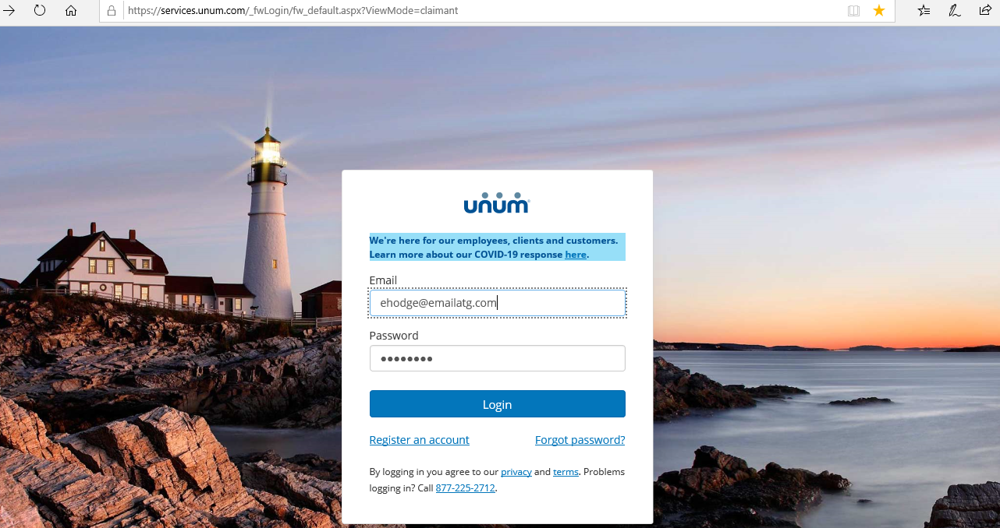 https://services.unum.com/_fwLogin/fw_default.aspx?ViewMode=claimant
unum
We're here for our employees, clients and customers.
Learn more about our COVID-19 response here.
Email
ehodge@emailatg.com
Password
••••••••
Login
Register an account Forgot password?
By logging in you agree to our privacy and terms. Problems
logging in? Call 877-225-2712.